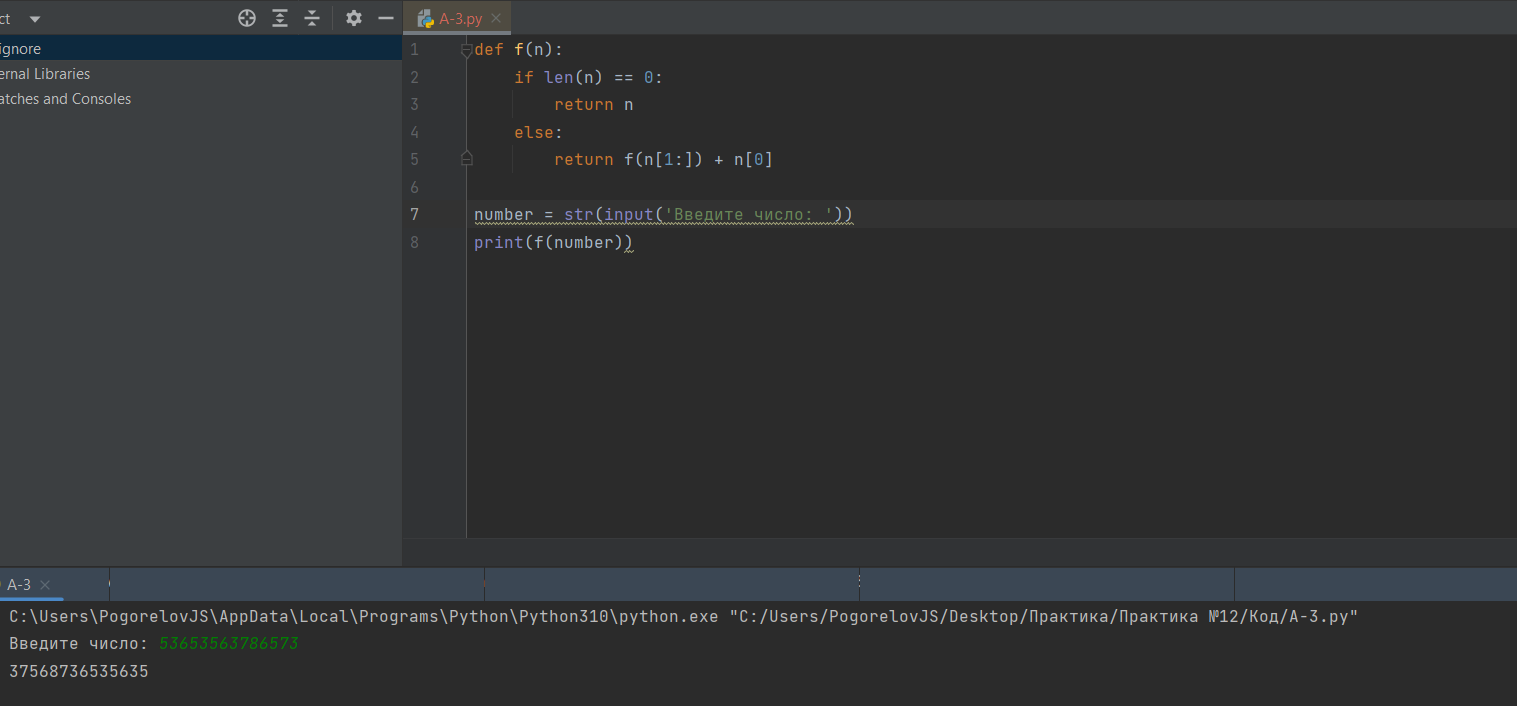 ct
A-3.py
ignore
ernal Libraries
atches and Consoles
1 def f(n):
2     if len(n) == 0:
3         return n
4     else:
5         return f(n[1:]) + n[0]
6
7 number = str(input('Введите число: '))
8 print(f(number))
A-3
C:\Users\PogorelovJS\AppData\Local\Programs\Python\Python310\python.exe "C:/Users/PogorelovJS/Desktop/Практика/Практика №12/Код/A-3.py"
Введите число: 53653563786573
37568736535635